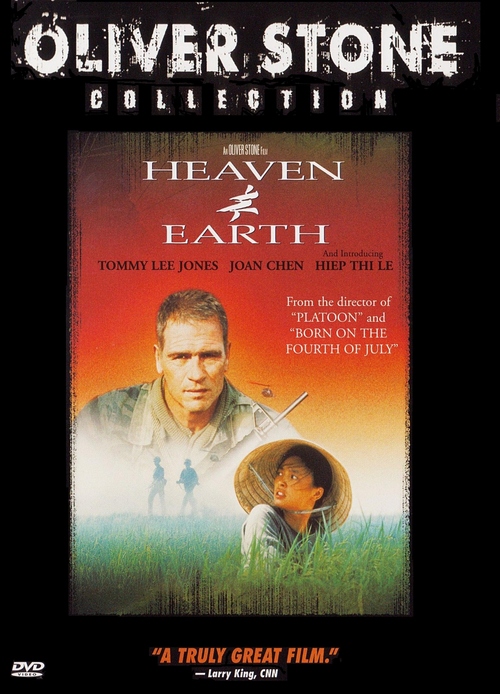 OLIVER STONE
COLLECTION
An OLIVER STONE Film
HEAVEN
&
EARTH
And Introducing
TOMMY LEE JONES JOAN CHEN HIEP THI LE
From the director of
"PLATOON" and
"BORN ON THE
FOURTH OF JULY"
"A TRULY GREAT FILM."
— Larry King, CNN
DVD
VIDEO